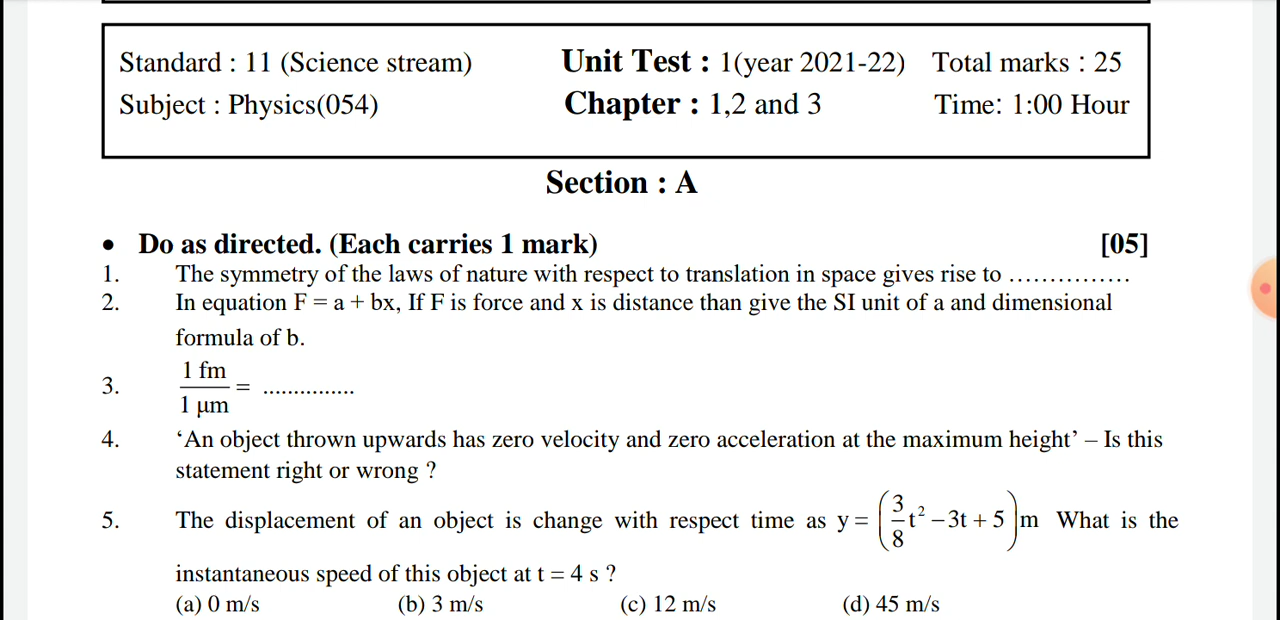 Standard : 11 (Science stream) Unit Test : 1(year 2021-22) Total marks : 25
Subject : Physics(054) Chapter : 1,2 and 3 Time: 1:00 Hour
Section : A
• Do as directed. (Each carries 1 mark) [05]
1. The symmetry of the laws of nature with respect to translation in space gives rise to ...............
2. In equation F = a + bx, If F is force and x is distance than give the SI unit of a and dimensional
formula of b.
3. 1 fm / 1 μm = ...............
4. ‘An object thrown upwards has zero velocity and zero acceleration at the maximum height’ – Is this
statement right or wrong ?
5. The displacement of an object is change with respect time as y = (3/8 t² – 3t + 5) m What is the
instantaneous speed of this object at t = 4 s ?
(a) 0 m/s (b) 3 m/s (c) 12 m/s (d) 45 m/s